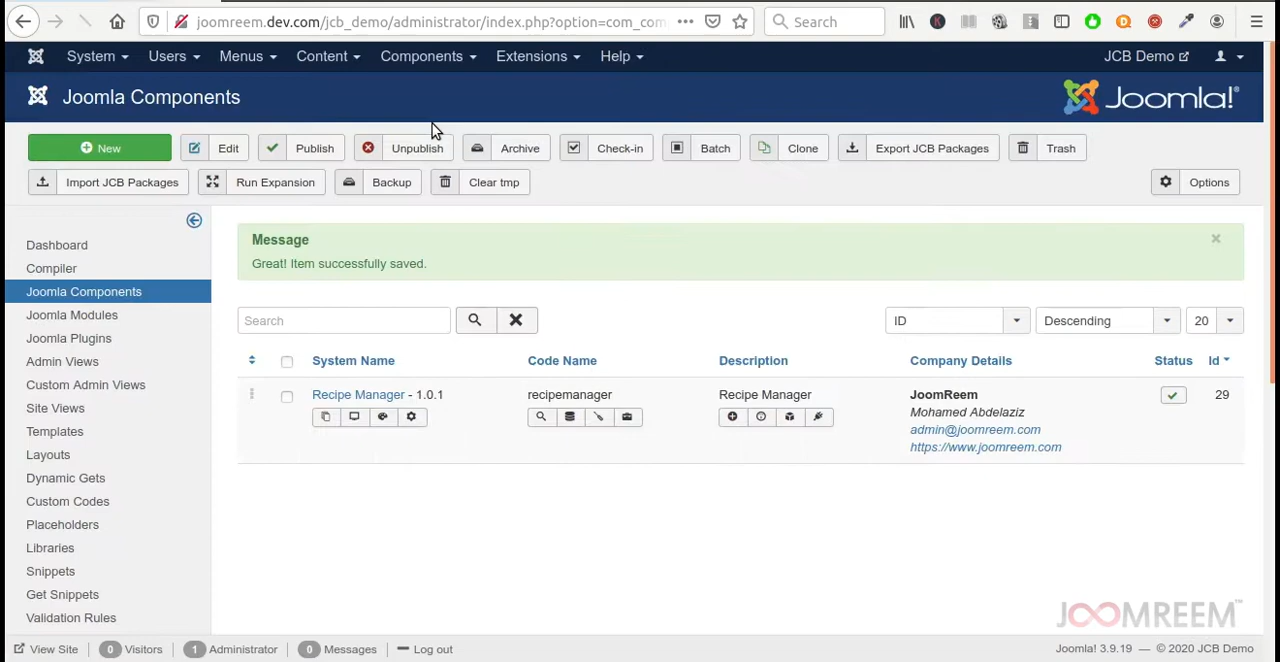 joomreem.dev.com/jcb_demo/administrator/index.php?option=com_com
Search
System Users Menus Content Components Extensions Help JCB Demo
Joomla Components
Joomla!®
New Edit Publish Unpublish Archive Check-in Batch Clone Export JCB Packages Trash
Import JCB Packages Run Expansion Backup Clear tmp Options
Dashboard
Compiler
Joomla Components
Joomla Modules
Joomla Plugins
Admin Views
Custom Admin Views
Site Views
Templates
Layouts
Dynamic Gets
Custom Codes
Placeholders
Libraries
Snippets
Get Snippets
Validation Rules
Message
Great! Item successfully saved.
Search ID Descending 20
System Name Code Name Description Company Details Status Id
Recipe Manager - 1.0.1 recipemanager Recipe Manager JoomReem 29
Mohamed Abdelaziz
admin@joomreem.com
https://www.joomreem.com
JOOMREEM™
View Site 0 Visitors 1 Administrator 0 Messages Log out Joomla! 3.9.19 — © 2020 JCB Demo